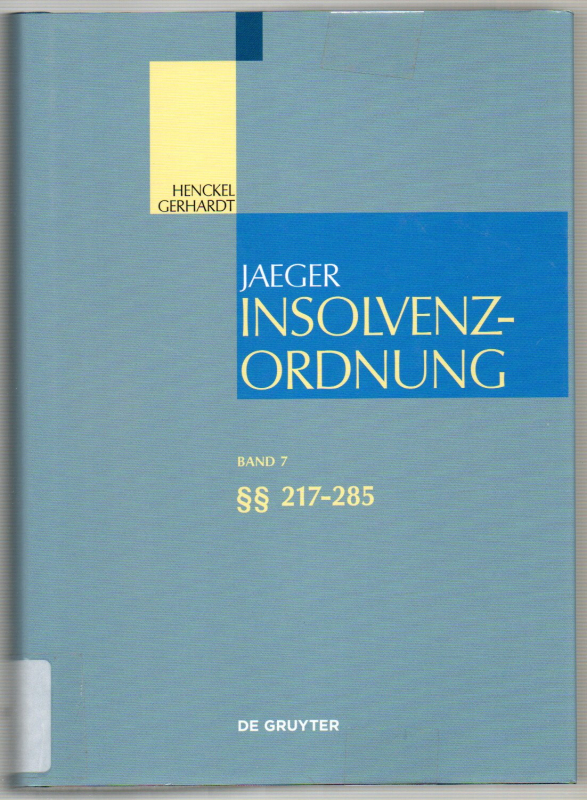 HENCKEL
GERHARDT
JAEGER
INSOLVENZ-
ORDNUNG
BAND 7
§§ 217-285
DE GRUYTER